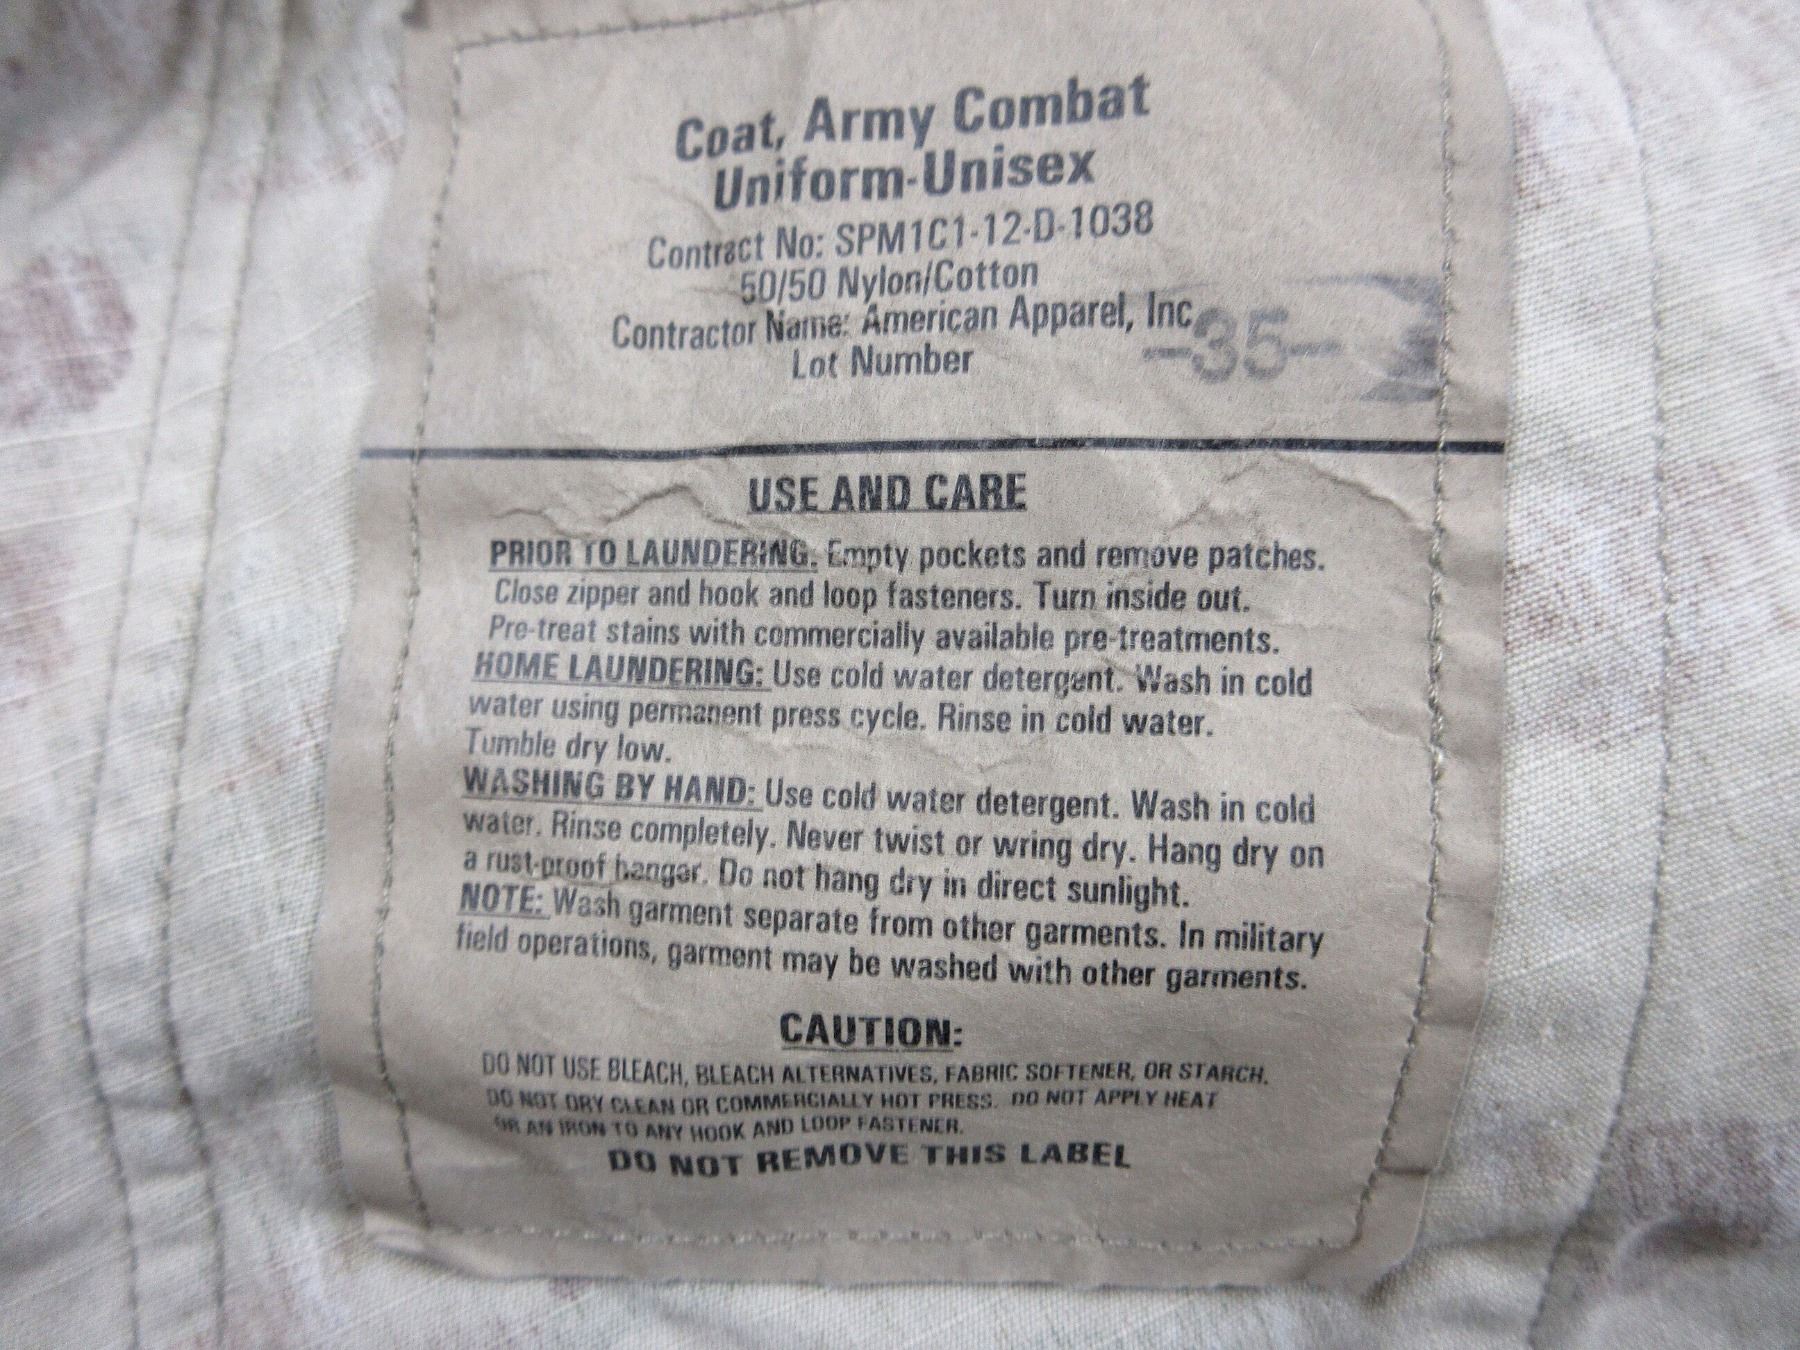 Coat, Army Combat
Uniform-Unisex
Contract No: SPM1C1-12-D-1038
50/50 Nylon/Cotton
Contractor Name: American Apparel, Inc
-35-
Lot Number
USE AND CARE
PRIOR TO LAUNDERING: Empty pockets and remove patches.
Close zipper and hook and loop fasteners. Turn inside out.
Pre-treat stains with commercially available pre-treatments.
HOME LAUNDERING: Use cold water detergent. Wash in cold
water using permanent press cycle. Rinse in cold water.
Tumble dry low.
WASHING BY HAND: Use cold water detergent. Wash in cold
water. Rinse completely. Never twist or wring dry. Hang dry on
a rust-proof hanger. Do not hang dry in direct sunlight.
NOTE: Wash garment separate from other garments. In military
field operations, garment may be washed with other garments.
CAUTION:
DO NOT USE BLEACH, BLEACH ALTERNATIVES, FABRIC SOFTENER, OR STARCH.
DO NOT DRY CLEAN OR COMMERCIALLY HOT PRESS. DO NOT APPLY HEAT
OR AN IRON TO ANY HOOK AND LOOP FASTENER.
DO NOT REMOVE THIS LABEL